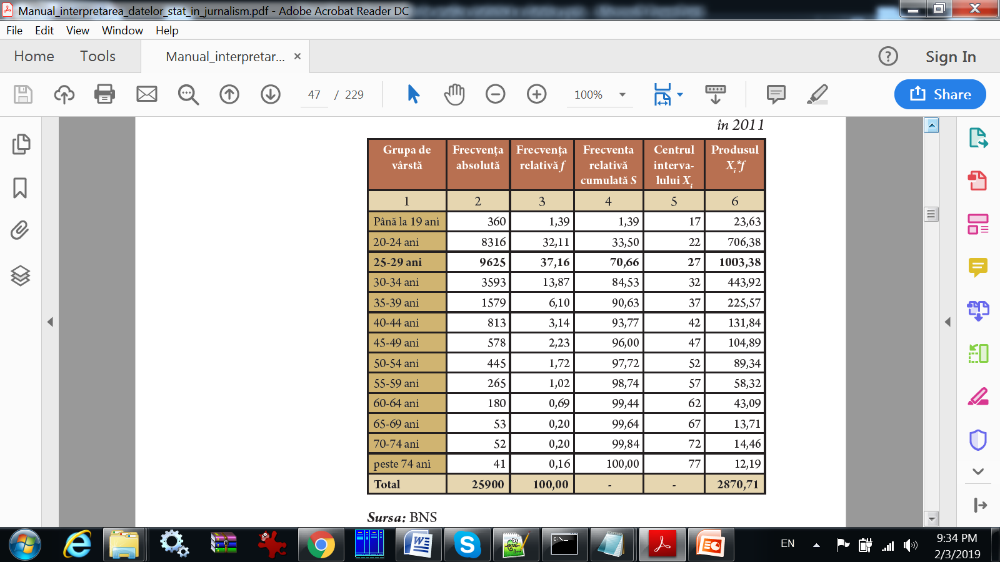 Manual_interpretarea_datelor_stat_in_jurnalism.pdf - Adobe Acrobat Reader DC
File Edit View Window Help
Home Tools Manual_interpretar... × ? Sign In
47 / 229 100% Share
în 2011
Grupa de vârstă Frecvența absolută Frecvența relativă f Frecventa relativă cumulată S Centrul interva-lului Xi Produsul Xi*f
1 2 3 4 5 6
Până la 19 ani 360 1,39 1,39 17 23,63
20-24 ani 8316 32,11 33,50 22 706,38
25-29 ani 9625 37,16 70,66 27 1003,38
30-34 ani 3593 13,87 84,53 32 443,92
35-39 ani 1579 6,10 90,63 37 225,57
40-44 ani 813 3,14 93,77 42 131,84
45-49 ani 578 2,23 96,00 47 104,89
50-54 ani 445 1,72 97,72 52 89,34
55-59 ani 265 1,02 98,74 57 58,32
60-64 ani 180 0,69 99,44 62 43,09
65-69 ani 53 0,20 99,64 67 13,71
70-74 ani 52 0,20 99,84 72 14,46
peste 74 ani 41 0,16 100,00 77 12,19
Total 25900 100,00 - - 2870,71
Sursa: BNS
EN 9:34 PM
2/3/2019